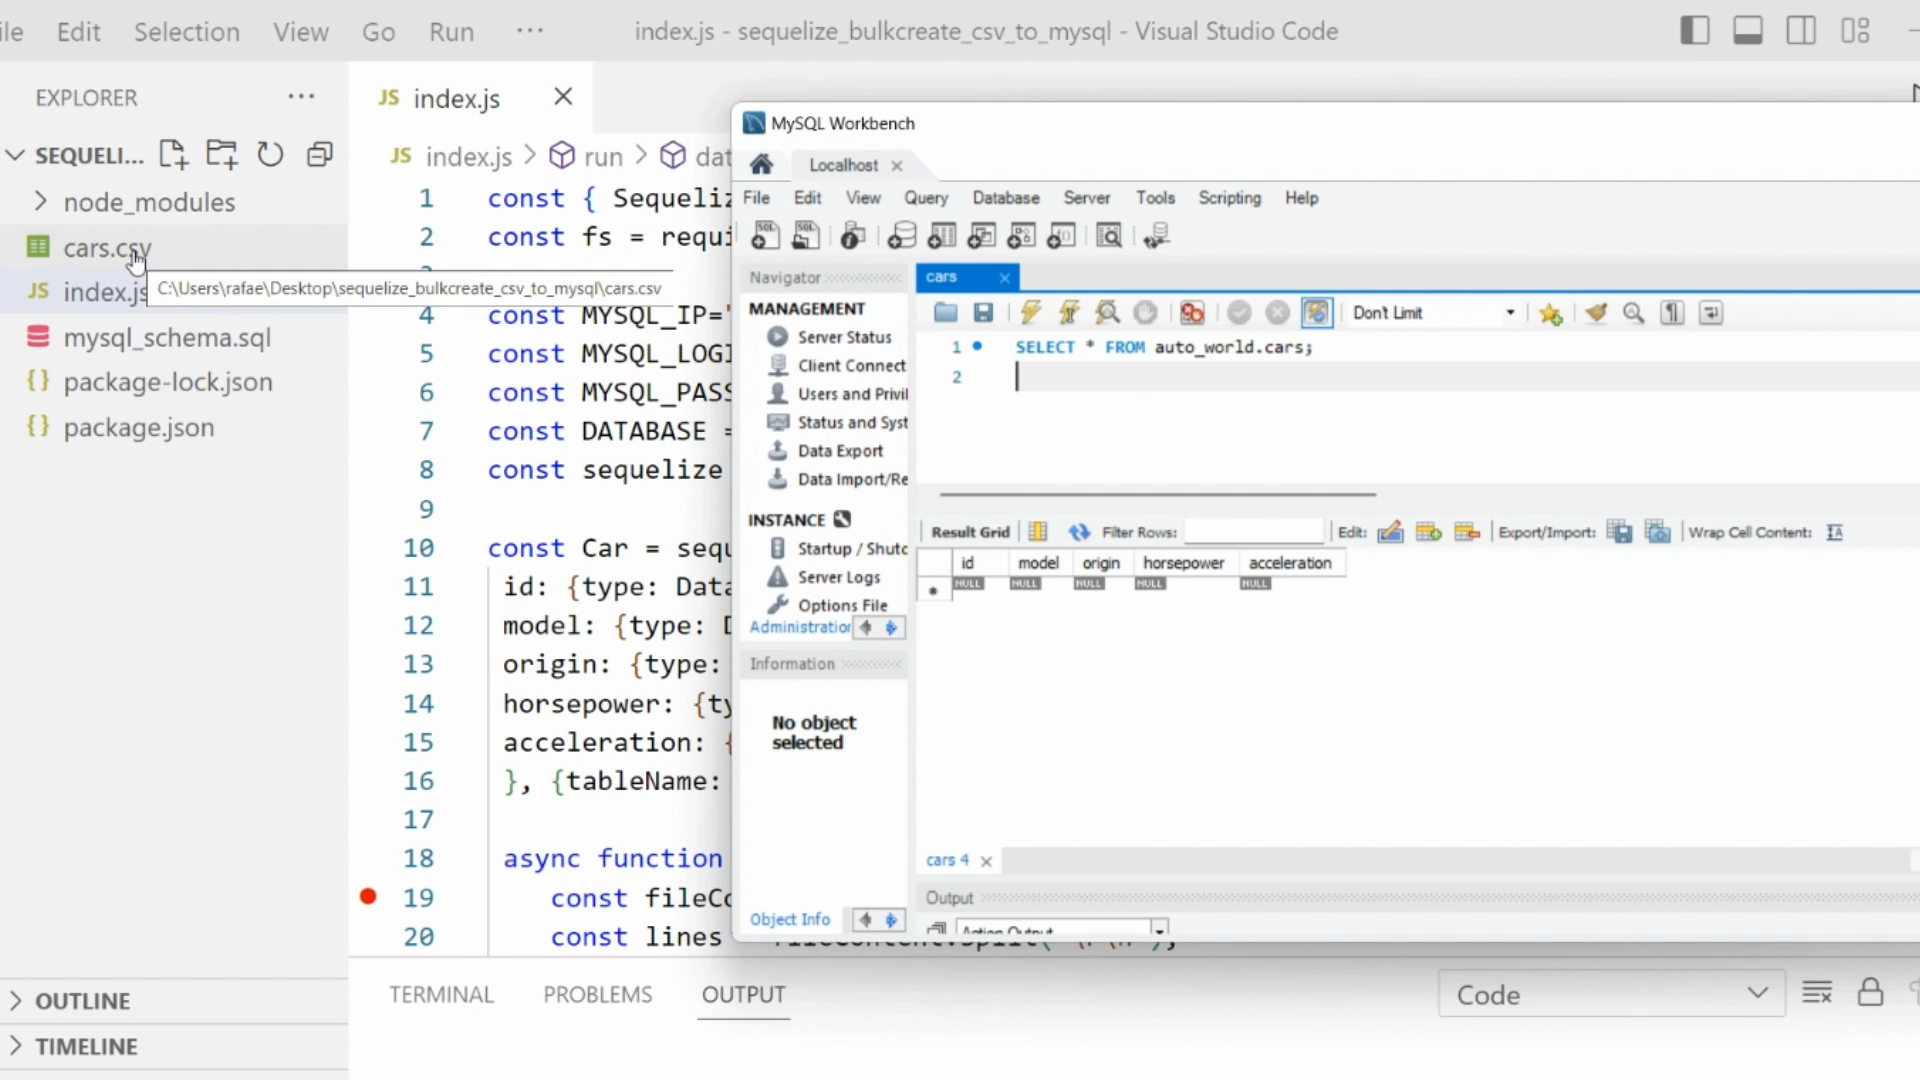 ile Edit Selection View Go Run ···
index.js - sequelize_bulkcreate_csv_to_mysql - Visual Studio Code
EXPLORER
SEQUELI...
node_modules
cars.csv
index.js
C:\Users\rafae\Desktop\sequelize_bulkcreate_csv_to_mysql\cars.csv
mysql_schema.sql
package-lock.json
package.json
OUTLINE
TIMELINE
JS index.js
JS index.js > run > dat
1 const { Sequeliz
2 const fs = requi
4 const MYSQL_IP="
5 const MYSQL_LOGI
6 const MYSQL_PASS
7 const DATABASE =
8 const sequelize
9
10 const Car = sequ
11 id: {type: Data
12 model: {type: D
13 origin: {type:
14 horsepower: {ty
15 acceleration: {
16 }, {tableName:
17
18 async function
19 const fileCo
20 const lines
MySQL Workbench
Localhost
File Edit View Query Database Server Tools Scripting Help
Navigator
MANAGEMENT
Server Status
Client Connect
Users and Privil
Status and Syst
Data Export
Data Import/Re
INSTANCE
Startup / Shutc
Server Logs
Options File
Administration
Information
No object
selected
Object Info
cars
Don't Limit
1 SELECT * FROM auto_world.cars;
2
Result Grid Filter Rows: Edit: Export/Import: Wrap Cell Content:
id model origin horsepower acceleration
NULL NULL NULL NULL NULL
cars 4
Output
Action Output
TERMINAL PROBLEMS OUTPUT
Code